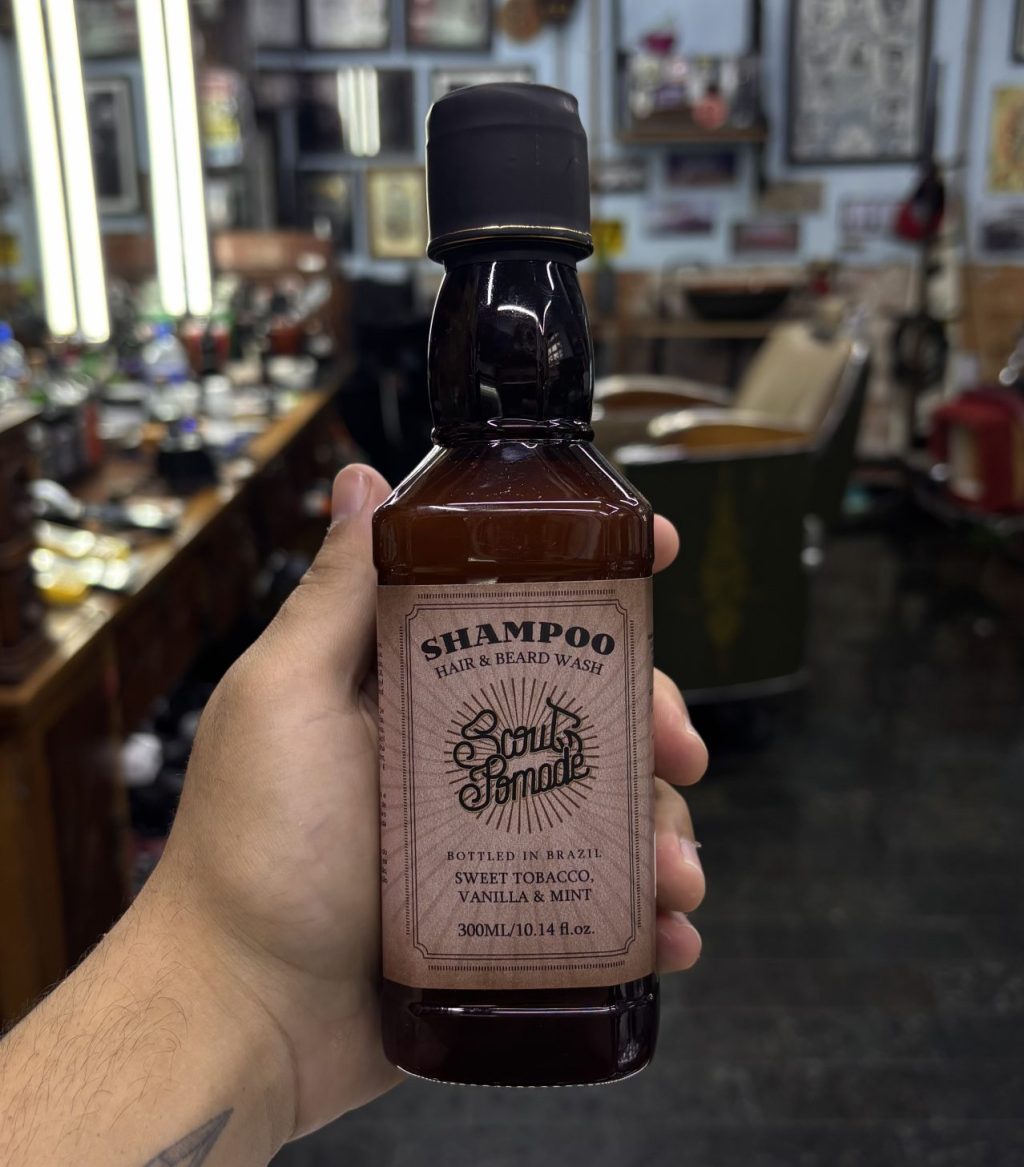 SHAMPOO
HAIR & BEARD WASH
Scout
Pomade
BOTTLED IN BRAZIL
SWEET TOBACCO,
VANILLA & MINT
300ML/10.14 fl.oz.